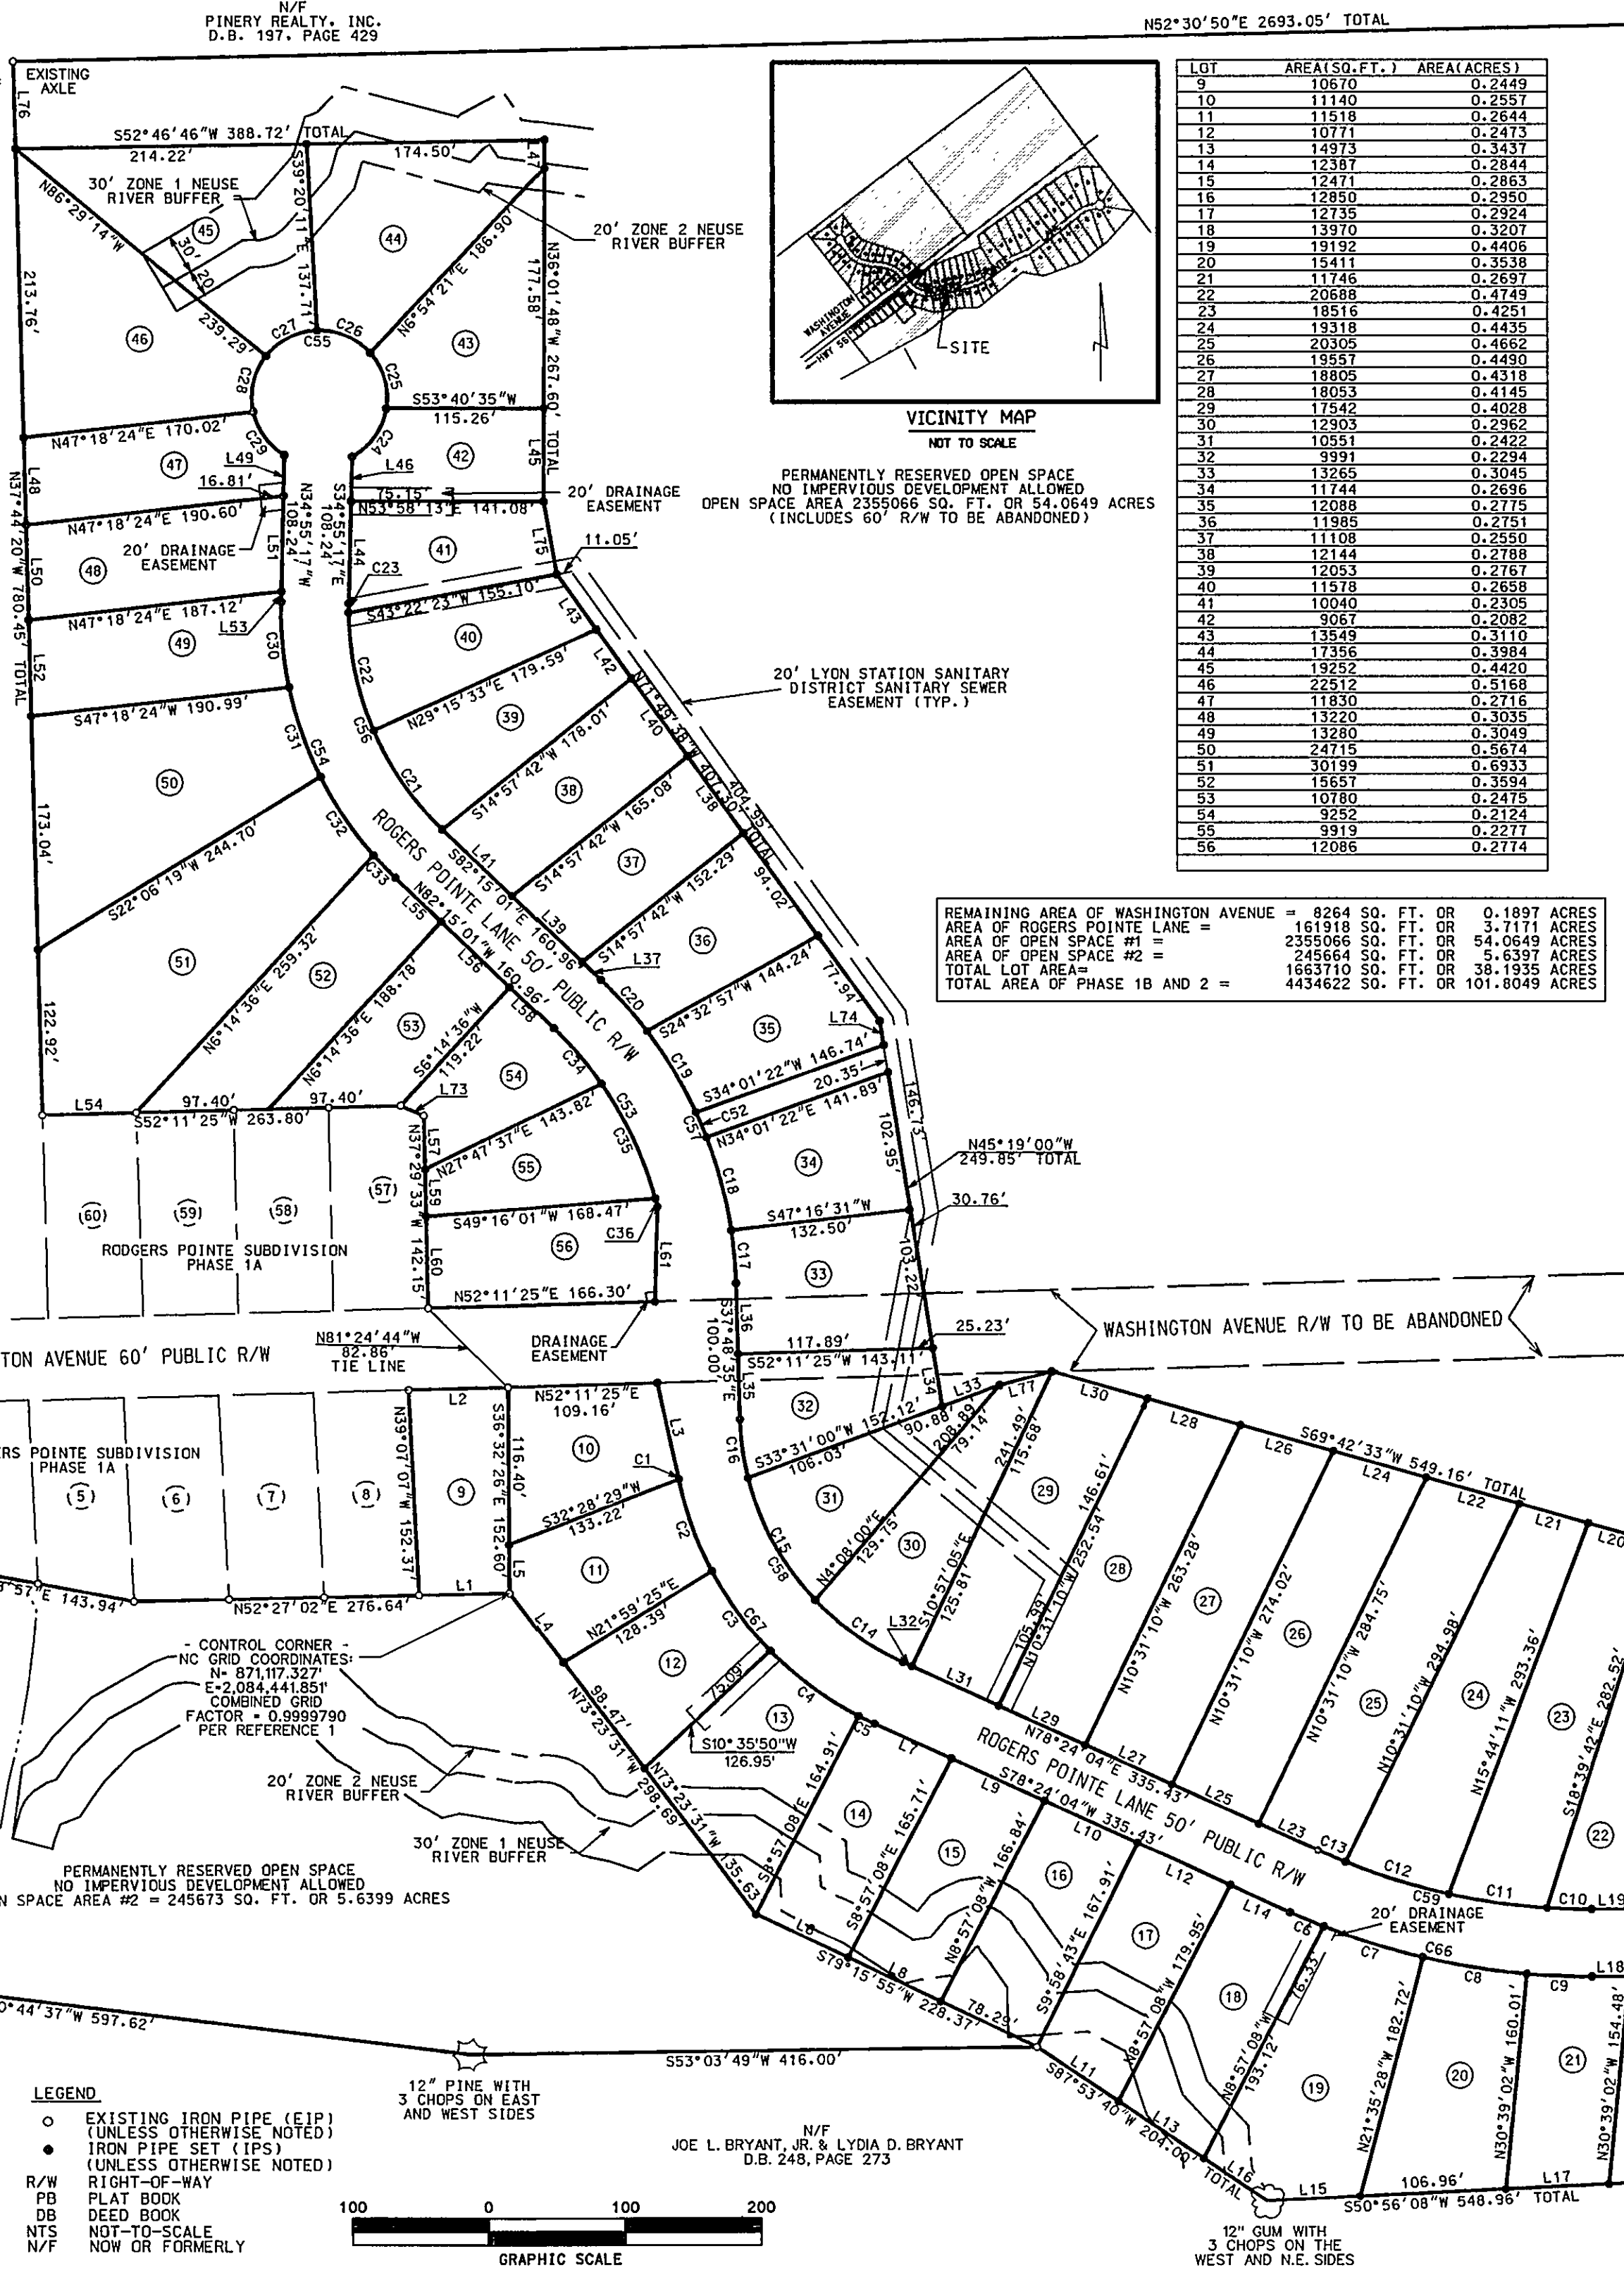 N/F
PINERY REALTY, INC.
D.B. 197, PAGE 429
N52°30'50"E 2693.05' TOTAL
EXISTING
AXLE
L76
S52°46'46"W 388.72' TOTAL
214.22'
174.50'
L47
30' ZONE 1 NEUSE
RIVER BUFFER
N86°29'14"W
239.29'
45
30'
20'
S39°20'11"E 137.71'
44
N6°54'21"E 186.90'
20' ZONE 2 NEUSE
RIVER BUFFER
N36°01'48"W 267.60' TOTAL
177.58'
213.76'
46
C27
C26
C55
43
C28
C25
S53°40'35"W
115.26'
N47°18'24"E 170.02'
C29
C24
42
L45
47
L49
L46
16.81'
75.15'
20' DRAINAGE
EASEMENT
L48
N37°44'20"W 780.45' TOTAL
N47°18'24"E 190.60'
N53°58'13"E 141.08'
N34°55'17"W
108.24'
S34°55'17"E
108.24'
20' DRAINAGE
EASEMENT
L51
L44
41
L75
11.05'
L50
48
C23
S43°22'23"W 155.10'
L43
N47°18'24"E 187.12'
L53
40
49
C30
C22
N29°15'33"E 179.59'
L42
L52
20' LYON STATION SANITARY
DISTRICT SANITARY SEWER
EASEMENT (TYP.)
S47°18'24"W 190.99'
C31
C54
C56
39
N71°49'38"W 407.30' TOTAL
404.95'
L40
S14°57'42"W 178.01'
50
C21
38
L38
173.04'
C32
ROGERS POINTE LANE 50' PUBLIC R/W
S14°57'42"W 165.08'
S22°06'19"W 244.70'
C33
L41
37
94.02'
S82°15'01"E 160.96'
N82°15'01"W 160.96'
L55
L39
S14°57'42"W 152.29'
51
N6°14'36"E 259.32'
52
L56
L37
36
N6°14'36"E 188.78'
C20
S24°32'57"W 144.24'
77.94'
53
S6°14'36"W
119.22'
L58
122.92'
35
L74
L73
54
C34
C19
S34°01'22"W 146.74'
20.35'
L54
97.40'
97.40'
S52°11'25"W 263.80'
C52
C57
N34°01'22"E 141.89'
146.73'
102.95'
L57
N27°47'37"E 143.82'
C53
C35
N45°19'00"W
249.85' TOTAL
34
C18
N37°29'33"W 142.15'
L59
55
(60)
(59)
(58)
(57)
S49°16'01"W 168.47'
C36
S47°16'31"W
132.50'
30.76'
RODGERS POINTE SUBDIVISION
PHASE 1A
L60
56
L61
C17
33
103.22'
N52°11'25"E 166.30'
L36
S37°48'35"E
100.00'
N81°24'44"W
82.86'
TIE LINE
DRAINAGE
EASEMENT
117.89'
25.23'
S52°11'25"W 143.11'
WASHINGTON AVENUE R/W TO BE ABANDONED
TON AVENUE 60' PUBLIC R/W
VICINITY MAP
NOT TO SCALE
WASHINGTON
AVENUE
HWY 56
SITE
PERMANENTLY RESERVED OPEN SPACE
NO IMPERVIOUS DEVELOPMENT ALLOWED
OPEN SPACE AREA 2355066 SQ. FT. OR 54.0649 ACRES
(INCLUDES 60' R/W TO BE ABANDONED)
LOT AREA(SQ.FT.) AREA(ACRES)
9 10670 0.2449
10 11140 0.2557
11 11518 0.2644
12 10771 0.2473
13 14973 0.3437
14 12387 0.2844
15 12471 0.2863
16 12850 0.2950
17 12735 0.2924
18 13970 0.3207
19 19192 0.4406
20 15411 0.3538
21 11746 0.2697
22 20688 0.4749
23 18516 0.4251
24 19318 0.4435
25 20305 0.4662
26 19557 0.4490
27 18805 0.4318
28 18053 0.4145
29 17542 0.4028
30 12903 0.2962
31 10551 0.2422
32 9991 0.2294
33 13265 0.3045
34 11744 0.2696
35 12088 0.2775
36 11985 0.2751
37 11108 0.2550
38 12144 0.2788
39 12053 0.2767
40 11578 0.2658
41 10040 0.2305
42 9067 0.2082
43 13549 0.3110
44 17356 0.3984
45 19252 0.4420
46 22512 0.5168
47 11830 0.2716
48 13220 0.3035
49 13280 0.3049
50 24715 0.5674
51 30199 0.6933
52 15657 0.3594
53 10780 0.2475
54 9252 0.2124
55 9919 0.2277
56 12086 0.2774
REMAINING AREA OF WASHINGTON AVENUE = 8264 SQ. FT. OR 0.1897 ACRES
AREA OF ROGERS POINTE LANE = 161918 SQ. FT. OR 3.7171 ACRES
AREA OF OPEN SPACE #1 = 2355066 SQ. FT. OR 54.0649 ACRES
AREA OF OPEN SPACE #2 = 245664 SQ. FT. OR 5.6397 ACRES
TOTAL LOT AREA= 1663710 SQ. FT. OR 38.1935 ACRES
TOTAL AREA OF PHASE 1B AND 2 = 4434622 SQ. FT. OR 101.8049 ACRES
L2
N52°11'25"E
109.16'
L35
32
L34
L33
L77
L30
RS POINTE SUBDIVISION
PHASE 1A
(5)
(6)
(7)
(8)
N39°07'07"W 152.37'
9
S36°32'26"E 152.60'
116.40'
10
L3
C1
C16
S33°31'00"W 152.12'
106.03'
90.88'
208.89'
79.14'
241.49'
115.68'
L28
L26
S69°42'33"W 549.16' TOTAL
L24
L22
L21
L20
S32°28'29"W
133.22'
C2
31
29
146.61'
28
N10°31'10"W 252.54'
105.99'
N10°31'10"W 263.28'
27
N10°31'10"W 274.02'
26
N10°31'10"W 284.75'
25
N10°31'10"W 294.98'
24
N15°44'11"W 293.36'
23
S18°39'42"E 282.52'
22
'57"E 143.94'
N52°27'02"E 276.64'
L1
L5
11
C15
C58
N4°08'00"E
129.75'
30
S10°57'05"E
125.81'
L4
N21°59'25"E
128.39'
C3
C67
C14
L32
L31
- CONTROL CORNER -
NC GRID COORDINATES:
N= 871,117.327'
E=2,084,441.851'
COMBINED GRID
FACTOR = 0.9999790
PER REFERENCE 1
12
75.09'
C4
98.47'
N73°23'31"W 298.69'
13
S10°35'50"W
126.95'
C5
L7
L29
ROGERS POINTE LANE 50' PUBLIC R/W
N78°24'04"E 335.43'
L27
L25
L23
C13
C12
C59
C11
C10
L19
20' ZONE 2 NEUSE
RIVER BUFFER
30' ZONE 1 NEUSE
RIVER BUFFER
N73°23'31"W 135.63'
S8°57'08"E 164.91'
14
S8°57'08"E 165.71'
15
L9
S78°24'04"W 335.43'
L10
N8°57'08"W 166.84'
16
L12
S9°58'43"E 167.91'
17
L14
C6
20' DRAINAGE
EASEMENT
C7
C66
C8
C9
L18
PERMANENTLY RESERVED OPEN SPACE
NO IMPERVIOUS DEVELOPMENT ALLOWED
N SPACE AREA #2 = 245673 SQ. FT. OR 5.6399 ACRES
L6
L8
S79°15'55"W 228.37'
78.29'
N8°57'08"W 179.95'
18
76.33'
N8°57'08"W
193.12'
19
N21°35'28"W 182.72'
20
N30°39'02"W 160.01'
21
N30°39'02"W 154.48'
0°44'37"W 597.62'
S53°03'49"W 416.00'
L11
S87°53'40"W 204.00' TOTAL
L13
L16
L15
106.96'
L17
S50°56'08"W 548.96' TOTAL
12" PINE WITH
3 CHOPS ON EAST
AND WEST SIDES
N/F
JOE L. BRYANT, JR. & LYDIA D. BRYANT
D.B. 248, PAGE 273
12" GUM WITH
3 CHOPS ON THE
WEST AND N.E. SIDES
LEGEND
EXISTING IRON PIPE (EIP)
(UNLESS OTHERWISE NOTED)
IRON PIPE SET (IPS)
(UNLESS OTHERWISE NOTED)
R/W RIGHT-OF-WAY
PB PLAT BOOK
DB DEED BOOK
NTS NOT-TO-SCALE
N/F NOW OR FORMERLY
100 0 100 200
GRAPHIC SCALE